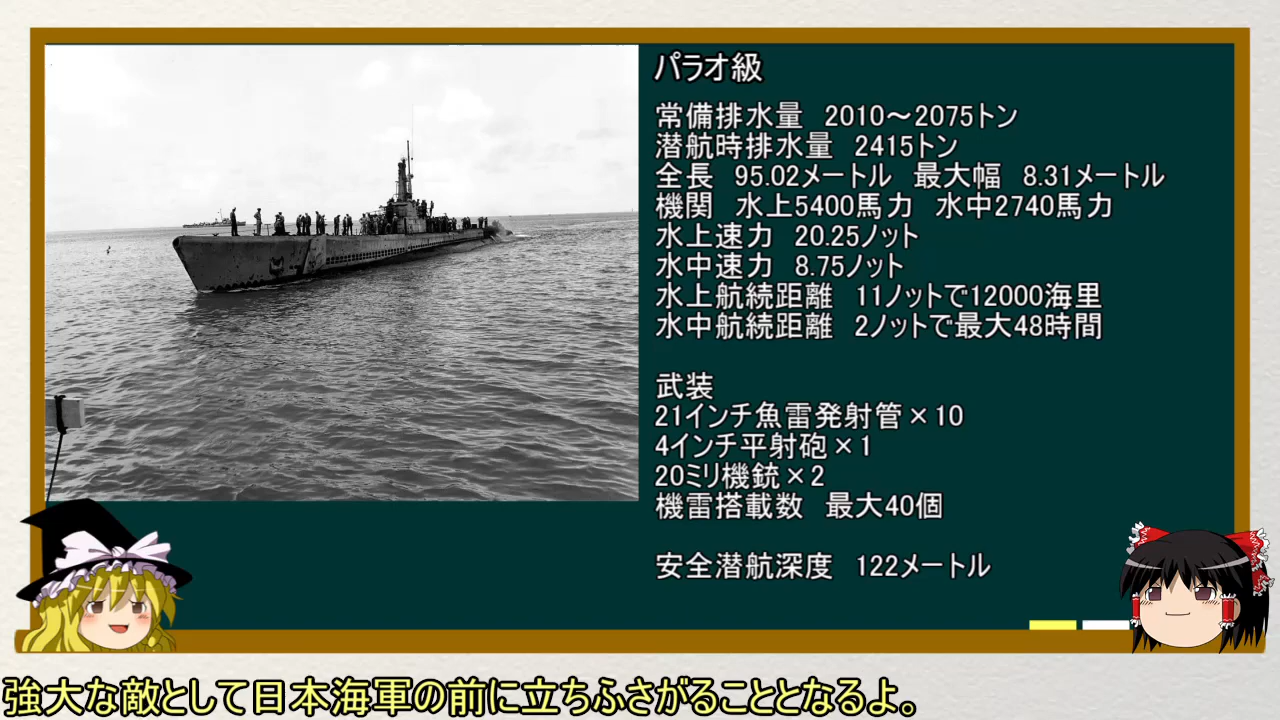 パラオ級
常備排水量　2010～2075トン
潜航時排水量　2415トン
全長　95.02メートル　最大幅　8.31メートル
機関　水上5400馬力　水中2740馬力
水上速力　20.25ノット
水中速力　8.75ノット
水上航続距離　11ノットで12000海里
水中航続距離　2ノットで最大48時間
武装
21インチ魚雷発射管×10
4インチ平射砲×1
20ミリ機銃×2
機雷搭載数　最大40個
安全潜航深度　122メートル
強大な敵として日本海軍の前に立ちふさがることとなるよ。